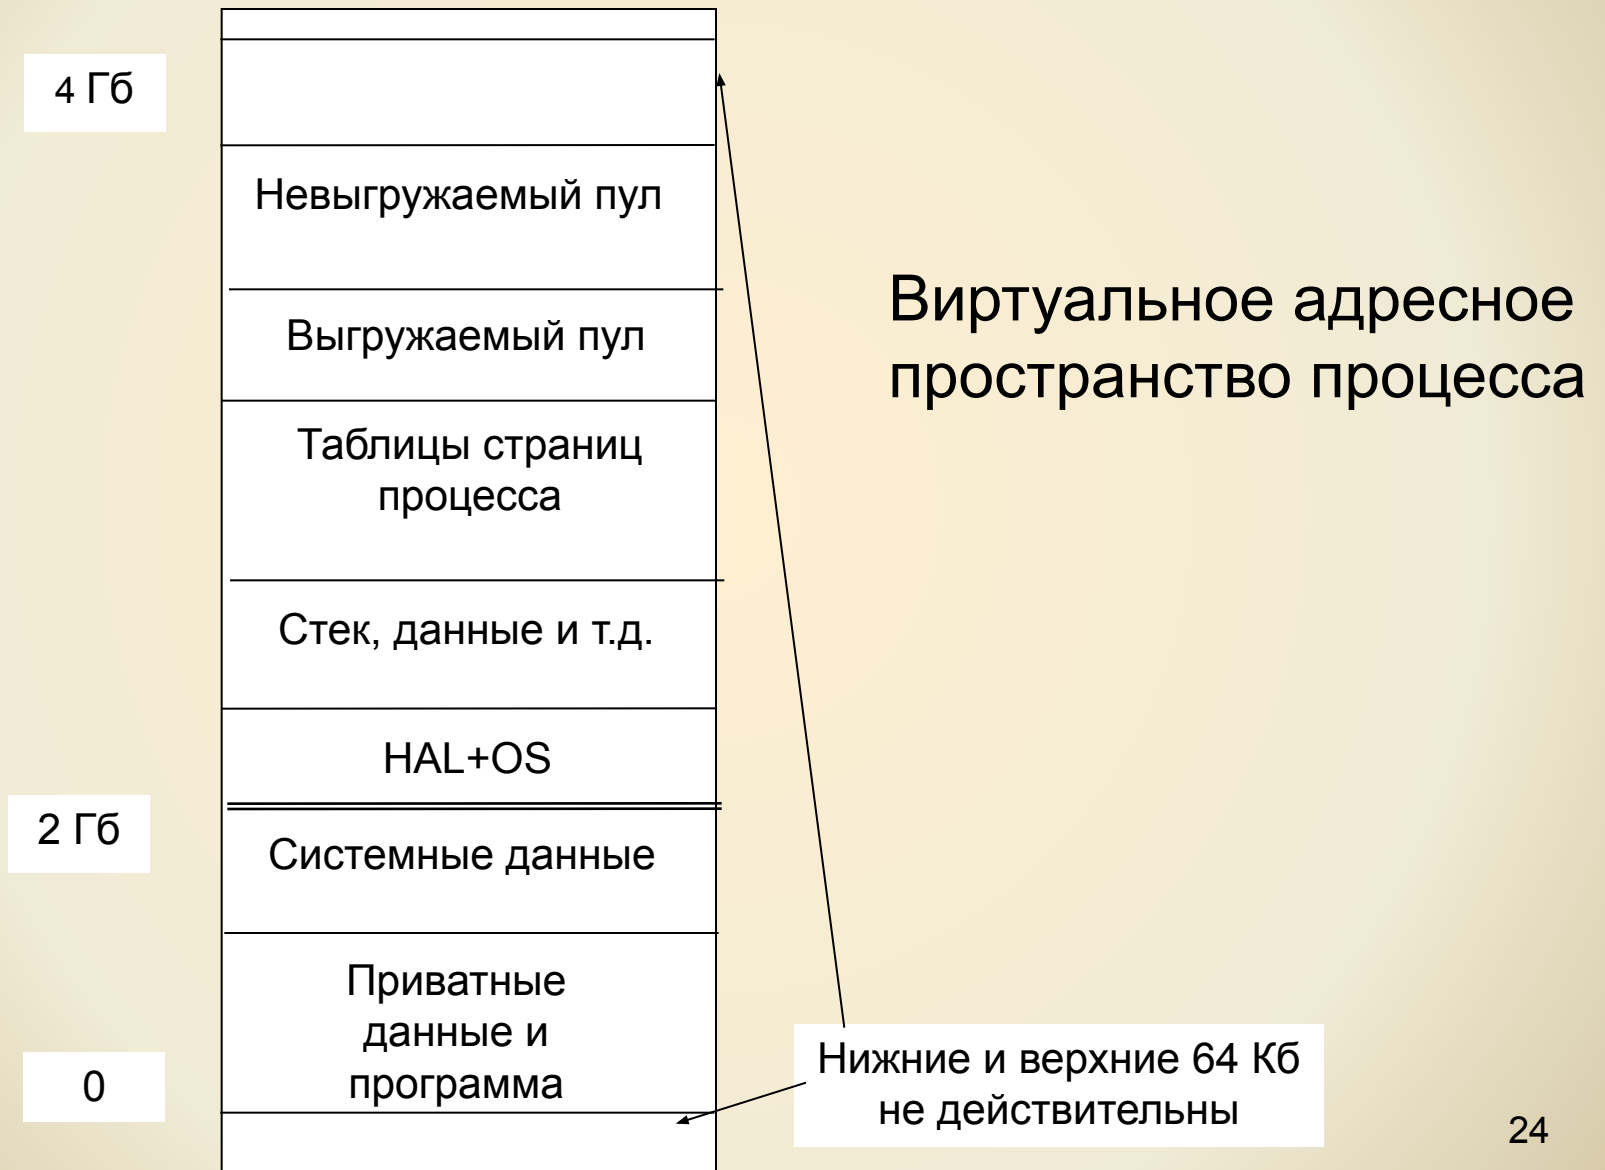 4 Гб
Невыгружаемый пул
Выгружаемый пул
Таблицы страниц
процесса
Стек, данные и т.д.
HAL+OS
2 Гб
Системные данные
Приватные
данные и
программа
0
Виртуальное адресное
пространство процесса
Нижние и верхние 64 Кб
не действительны
24